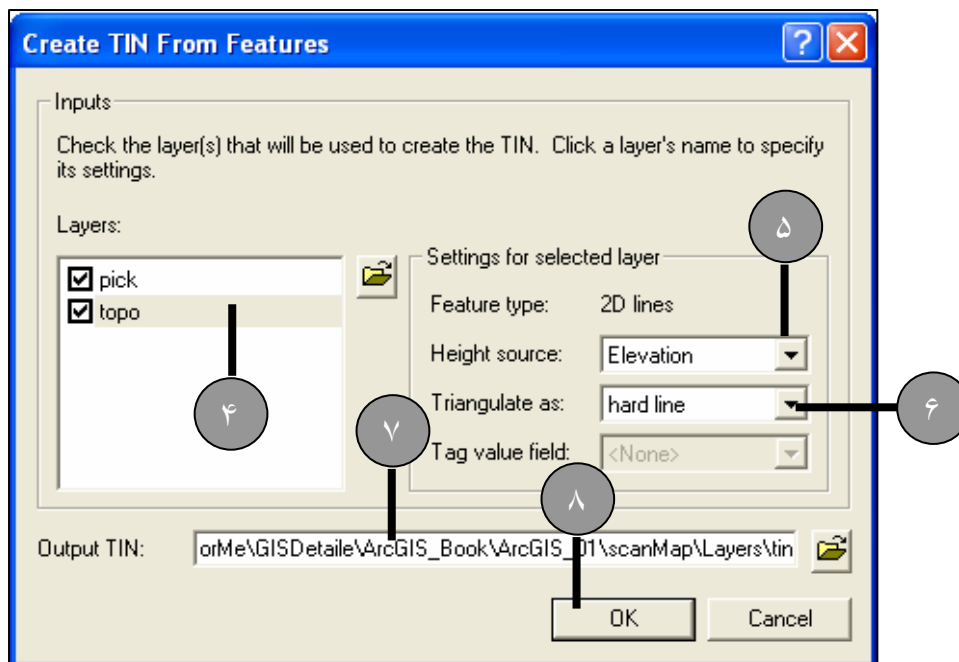 Create TIN From Features
Inputs
Check the layer(s) that will be used to create the TIN. Click a layer's name to specify
its settings.
Layers:
pick
topo
Settings for selected layer
Feature type: 2D lines
Height source: Elevation
Triangulate as: hard line
Tag value field: <None>
۵
۴
۶
۷
۸
Output TIN: orMe\GISDetaile\ArcGIS_Book\ArcGIS_01\scanMap\Layers\tin
OK Cancel